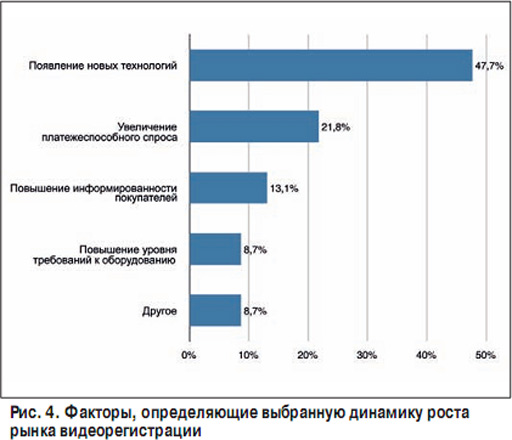 Появление новых технологий
47,7%
Увеличение
платежеспособного спроса
21,8%
Повышение информированности
покупателей
13,1%
Повышение уровня
требований к оборудованию
8,7%
Другое
8,7%
0% 10% 20% 30% 40% 50%
Рис. 4. Факторы, определяющие выбранную динамику роста
рынка видеорегистрации